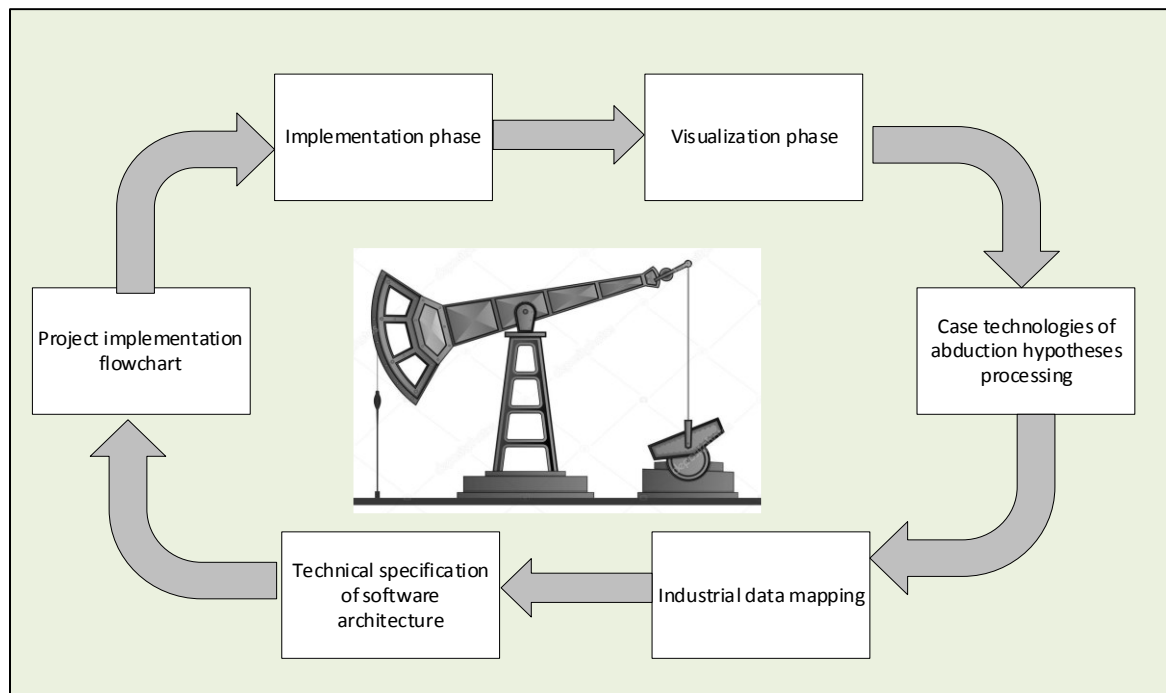 Implementation phase
Visualization phase
Project implementation
flowchart
Case technologies of
abduction hypotheses
processing
Technical specification
of software
architecture
Industrial data mapping